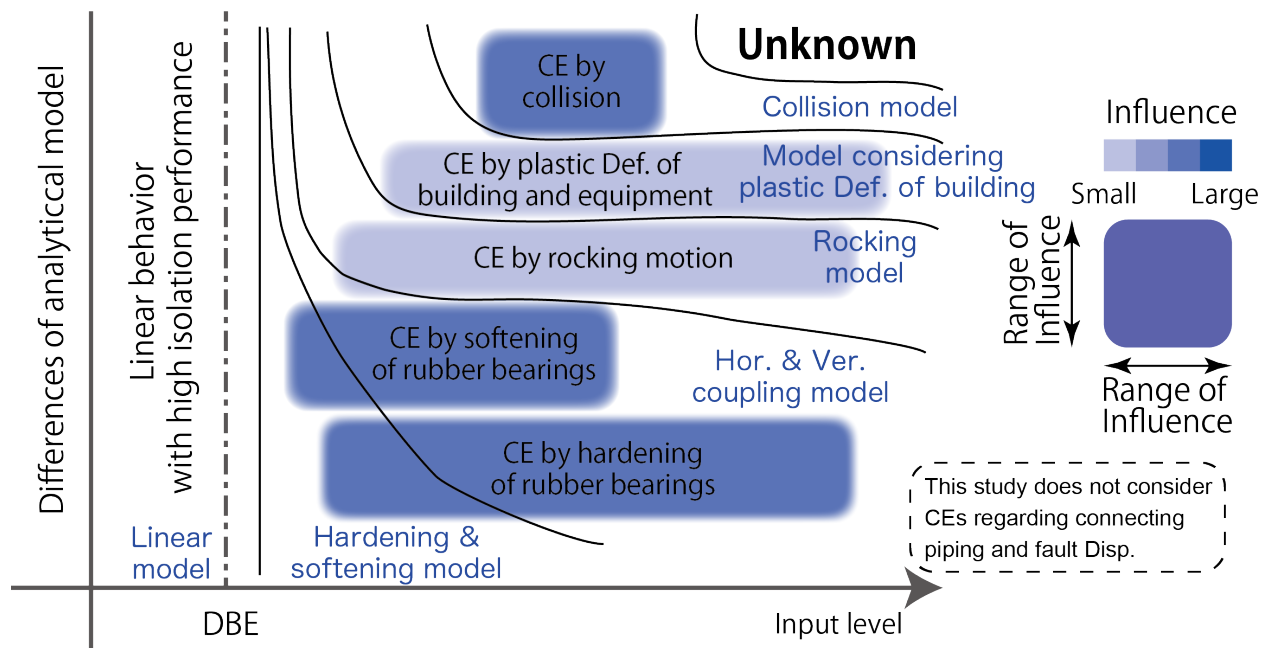 Differences of analyticcal model
Linear behavior
with high isolation performance
CE by
collision
Unknown
Collision model
CE by plastic Def. of
building and equipment
Model considering
plastic Def. of building
CE by rocking motion
Rocking
model
CE by softening
of rubber bearings
Hor. & Ver.
coupling model
CE by hardening
of rubber bearings
Linear
model
Hardening &
softening model
DBE
Input level
Influence
Small
Large
Range of
Influence
Range of
Influence
This study does not consider
CEs regarding connecting
piping and fault Disp.